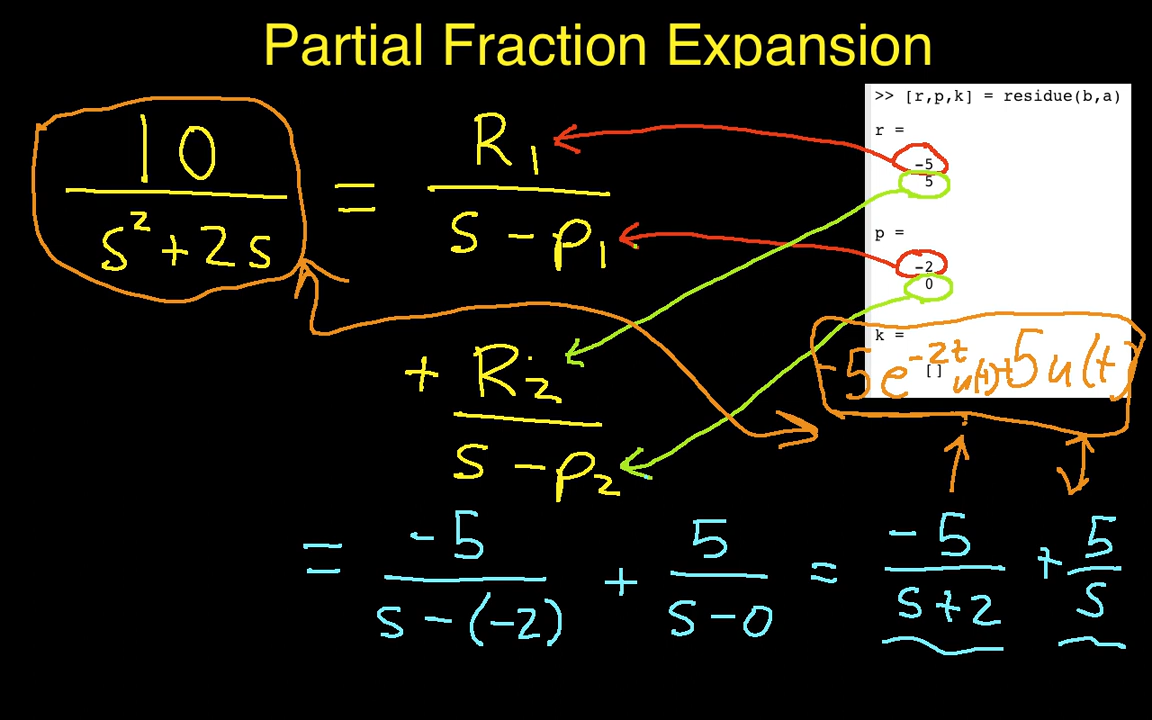 Partial Fraction Expansion
>> [r,p,k] = residue(b,a)
r =
-5
5
p =
-2
0
k =
[]
10 / (s² + 2s) = R₁ / (s - p₁)
+ R₂ / (s - p₂)
-5e^(-2t) u(t) + 5u(t)
= -5 / (s - (-2)) + 5 / (s - 0) = -5 / (s + 2) + 5 / s